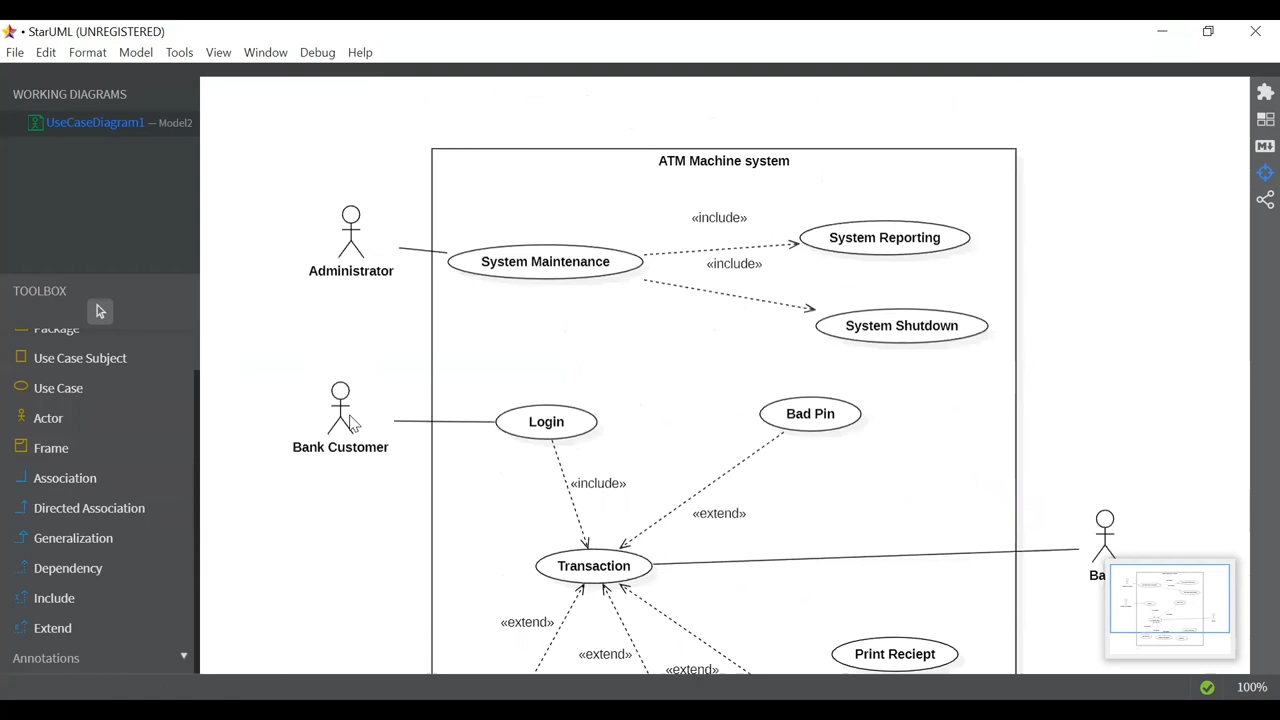 • StarUML (UNREGISTERED)
File Edit Format Model Tools View Window Debug Help
WORKING DIAGRAMS
UseCaseDiagram1 — Model2
TOOLBOX
Package
Use Case Subject
Use Case
Actor
Frame
Association
Directed Association
Generalization
Dependency
Include
Extend
Annotations
ATM Machine system
Administrator
System Maintenance
«include»
System Reporting
«include»
System Shutdown
Bank Customer
Login
Bad Pin
«include»
«extend»
Transaction
Ba
«extend»
«extend»
«extend»
Print Reciept
100%